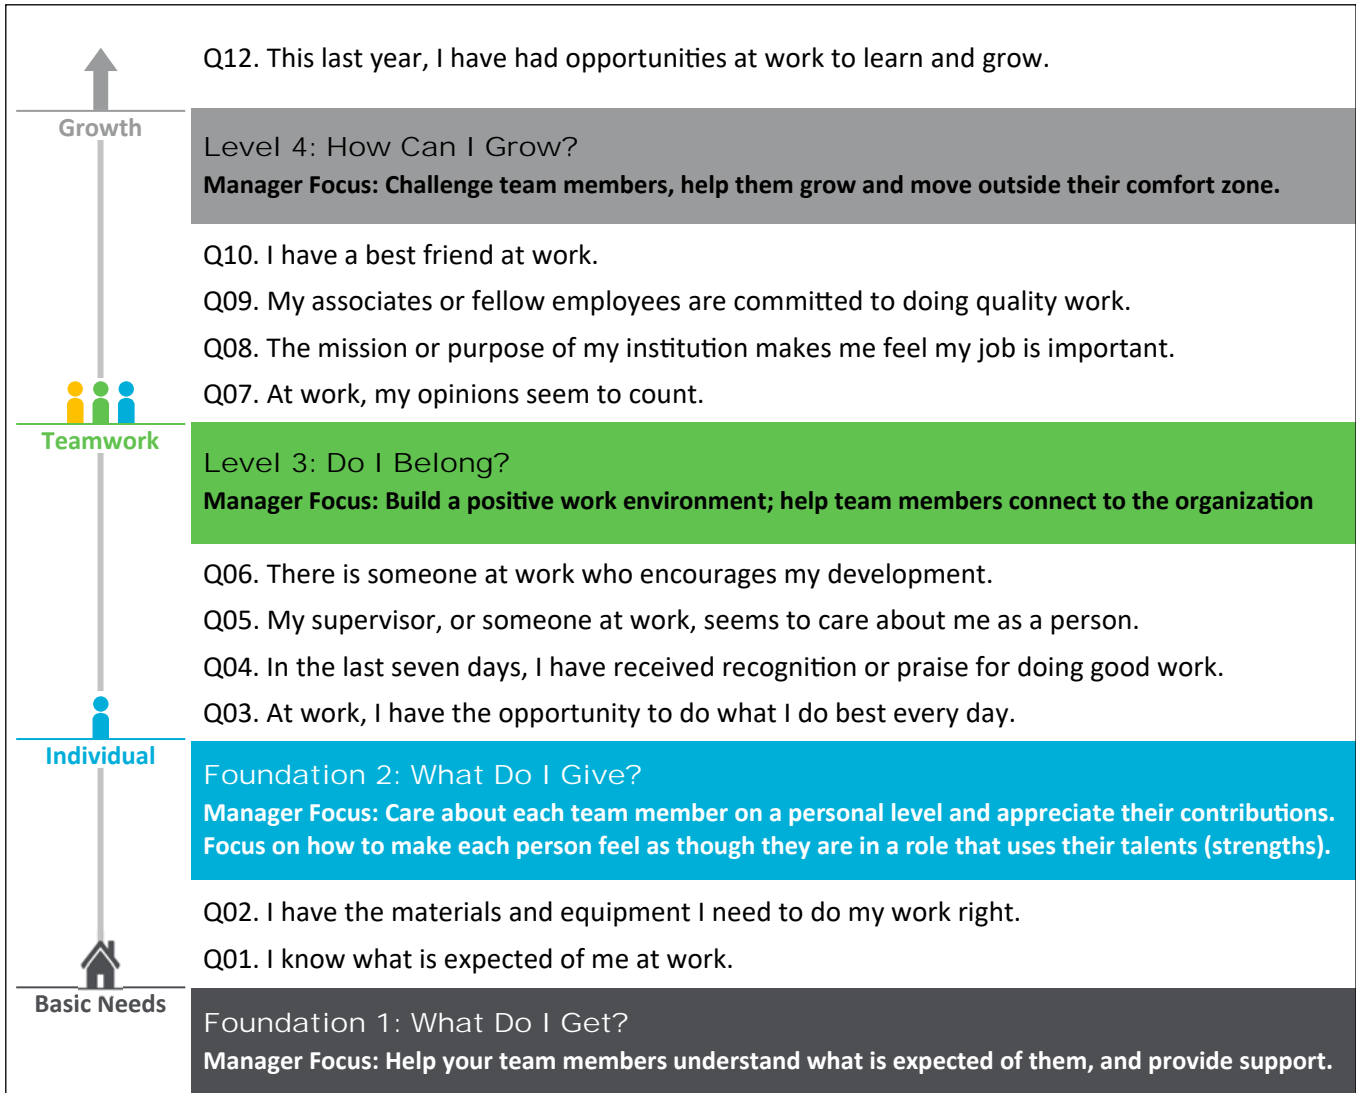 Q12. This last year, I have had opportunities at work to learn and grow.
Growth
Level 4: How Can I Grow?
Manager Focus: Challenge team members, help them grow and move outside their comfort zone.
Q10. I have a best friend at work.
Q09. My associates or fellow employees are committed to doing quality work.
Q08. The mission or purpose of my institution makes me feel my job is important.
Q07. At work, my opinions seem to count.
Teamwork
Level 3: Do I Belong?
Manager Focus: Build a positive work environment; help team members connect to the organization
Q06. There is someone at work who encourages my development.
Q05. My supervisor, or someone at work, seems to care about me as a person.
Q04. In the last seven days, I have received recognition or praise for doing good work.
Q03. At work, I have the opportunity to do what I do best every day.
Individual
Foundation 2: What Do I Give?
Manager Focus: Care about each team member on a personal level and appreciate their contributions.
Focus on how to make each person feel as though they are in a role that uses their talents (strengths).
Q02. I have the materials and equipment I need to do my work right.
Q01. I know what is expected of me at work.
Basic Needs
Foundation 1: What Do I Get?
Manager Focus: Help your team members understand what is expected of them, and provide support.